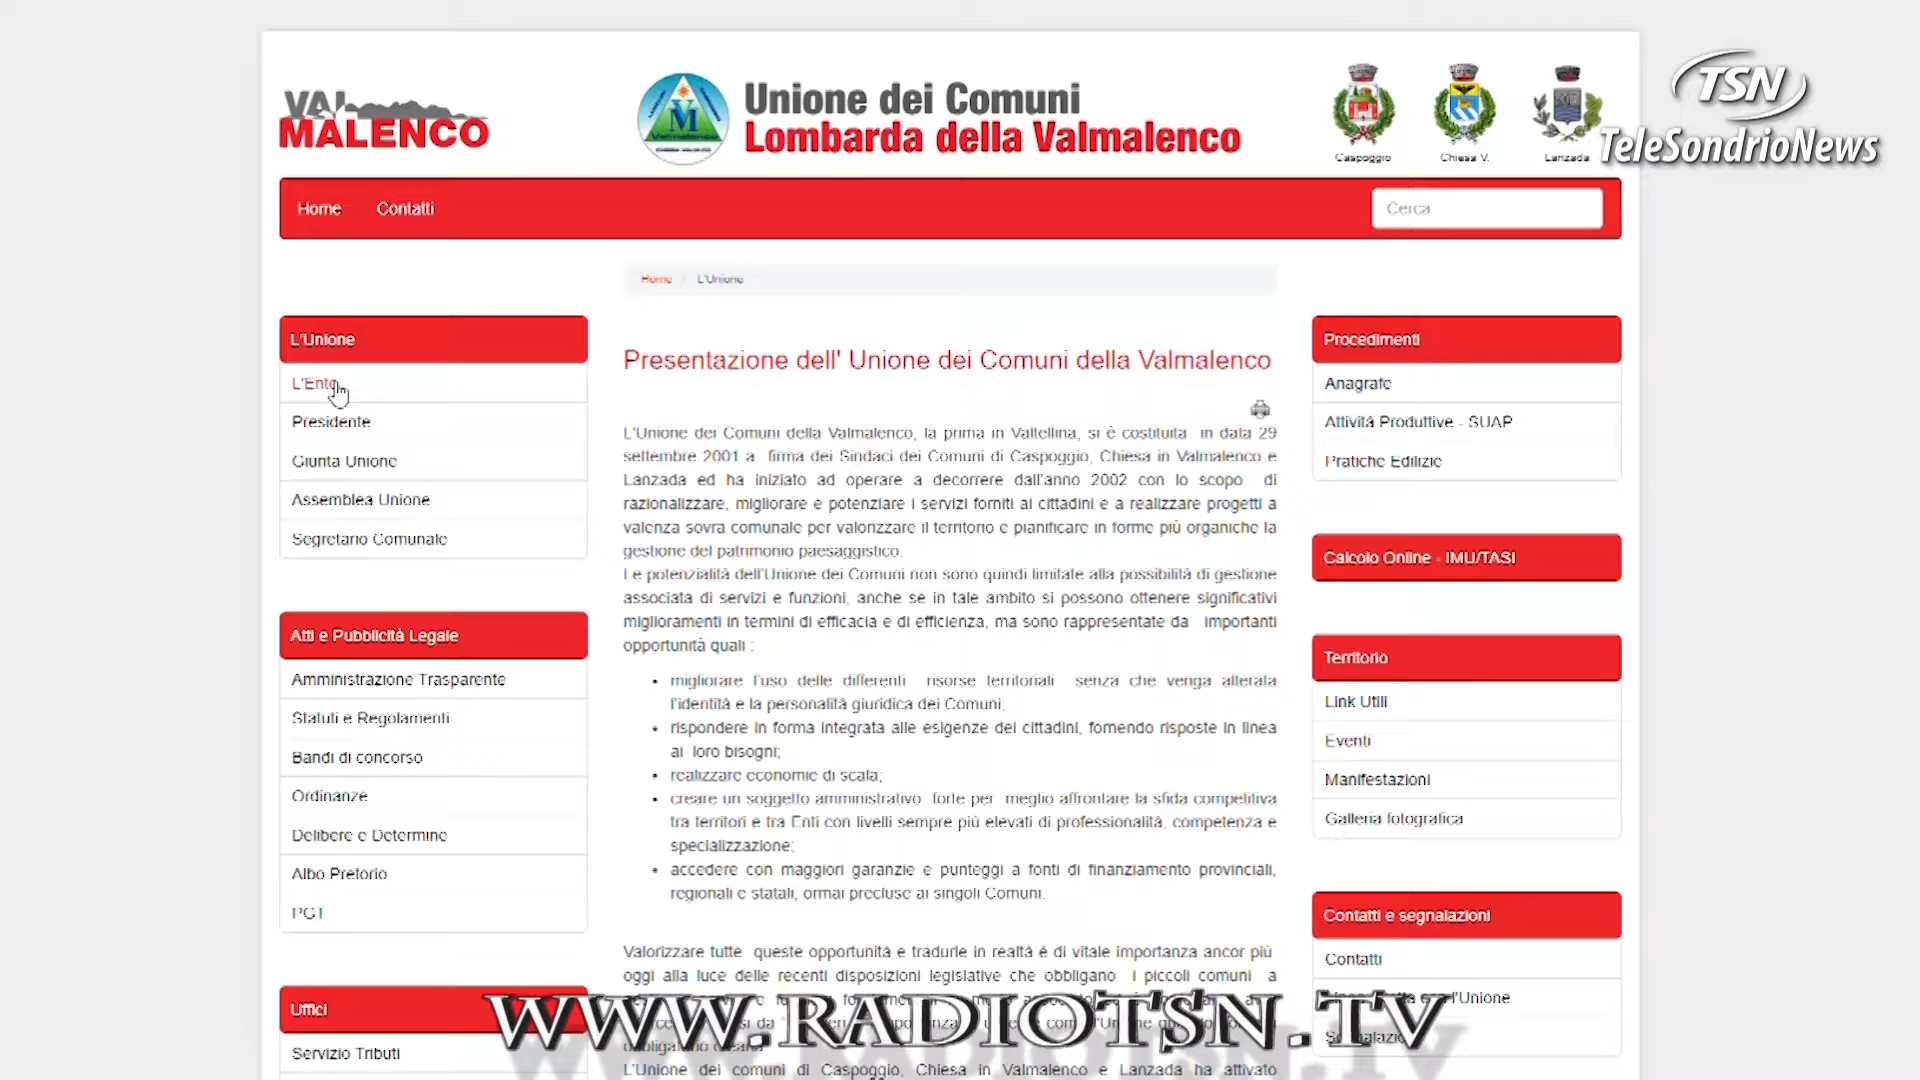 TSN
TeleSondrioNews
VAL
MALENCO
Unione dei Comuni
Lombarda della Valmalenco
Caspoggio
Chiesa V.
Lanzada
Home
Contatti
Cerca
Home
L'Unione
L'Unione
L'Ente
Presidente
Giunta Unione
Assemblea Unione
Segretario Comunale
Atti e Pubblicità Legale
Amministrazione Trasparente
Statuti e Regolamenti
Bandi di concorso
Ordinanze
Delibere e Determine
Albo Pretorio
PGT
Uffici
Servizio Tributi
Presentazione dell' Unione dei Comuni della Valmalenco
L'Unione dei Comuni della Valmalenco, la prima in Valtellina, si è costituita in data 29
settembre 2001 a firma dei Sindaci dei Comuni di Caspoggio, Chiesa in Valmalenco e
Lanzada ed ha iniziato ad operare a decorrere dall'anno 2002 con lo scopo di
razionalizzare, migliorare e potenziare i servizi forniti ai cittadini e a realizzare progetti a
valenza sovra comunale per valorizzare il territorio e pianificare in forme più organiche la
gestione del patrimonio paesaggistico.
Le potenzialità dell'Unione dei Comuni non sono quindi limitate alla possibilità di gestione
associata di servizi e funzioni, anche se in tale ambito si possono ottenere significativi
miglioramenti in termini di efficacia e di efficienza, ma sono rappresentate da importanti
opportunità quali :
• migliorare l'uso delle differenti risorse territoriali senza che venga alterata
l'identità e la personalità giuridica dei Comuni;
• rispondere in forma integrata alle esigenze dei cittadini, fornendo risposte in linea
ai loro bisogni;
• realizzare economie di scala;
• creare un soggetto amministrativo forte per meglio affrontare la sfida competitiva
tra territori e tra Enti con livelli sempre più elevati di professionalità, competenza e
specializzazione;
• accedere con maggiori garanzie e punteggi a fonti di finanziamento provinciali,
regionali e statali, ormai precluse ai singoli Comuni.
Valorizzare tutte queste opportunità e tradurle in realtà è di vitale importanza ancor più
oggi alla luce delle recenti disposizioni legislative che obbligano i piccoli comuni a
L'Unione dei comuni di Caspoggio, Chiesa in Valmalenco e Lanzada ha attivato
Procedimenti
Anagrafe
Attività Produttive - SUAP
Pratiche Edilizie
Calcolo Online - IMU/TASI
Territorio
Link Utili
Eventi
Manifestazioni
Galleria fotografica
Contatti e segnalazioni
Contatti
l'Unione
WWW.RADIOTSN.TV